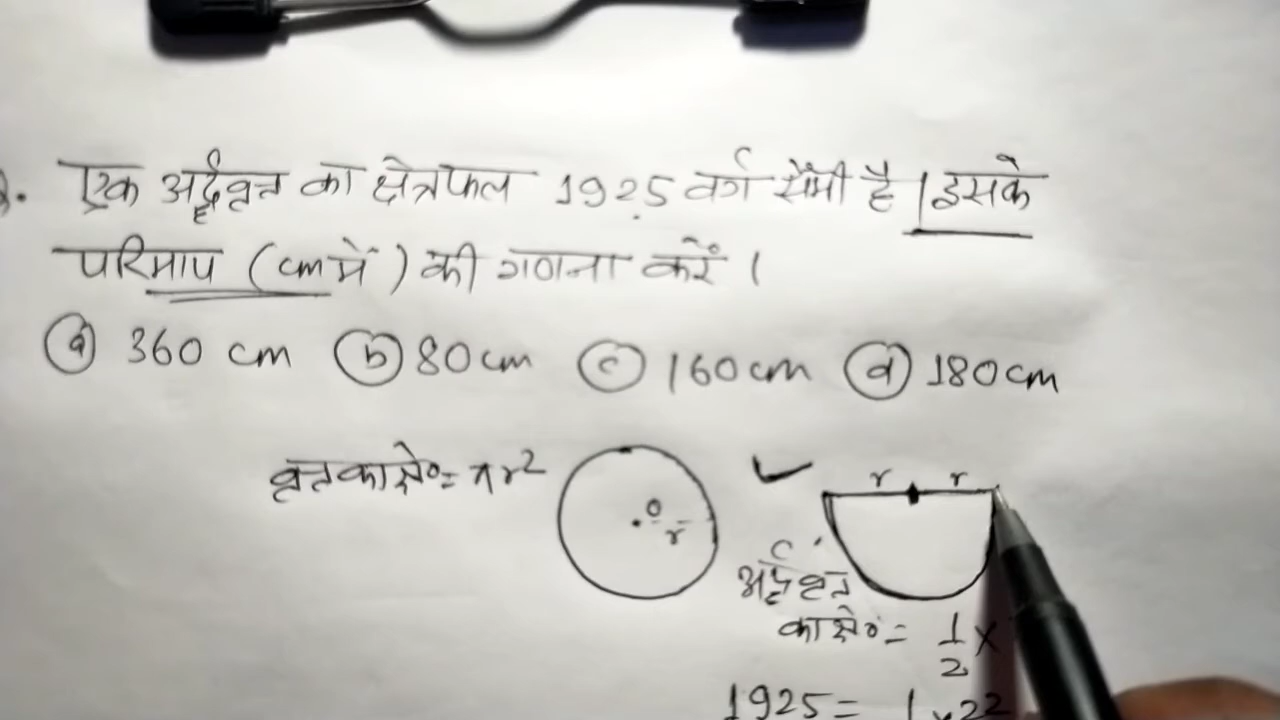 एक अर्द्धवृत्त का क्षेत्रफल 1925 वर्ग सेंमी है। इसके
परिमाप (cm में) की गणना करें।
(a) 360 cm (b) 80 cm (c) 160 cm (d) 180 cm
वृत्त का क्षे० = πr²
o
r
r r
अर्द्धवृत्त
का क्षे० = 1/2 ×
1925 = 1 × 22